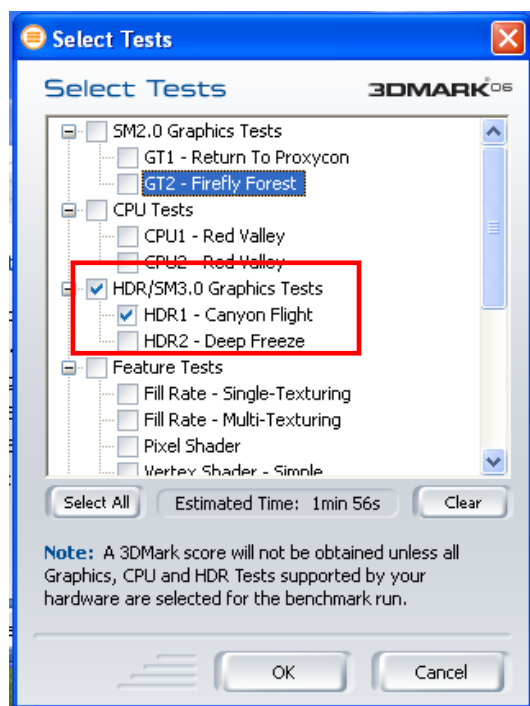 Select Tests
Select Tests
3DMARK®06
SM2.0 Graphics Tests
GT1 - Return To Proxycon
GT2 - Firefly Forest
CPU Tests
CPU1 - Red Valley
CPU2 - Red Valley
HDR/SM3.0 Graphics Tests
HDR1 - Canyon Flight
HDR2 - Deep Freeze
Feature Tests
Fill Rate - Single-Texturing
Fill Rate - Multi-Texturing
Pixel Shader
Vertex Shader - Simple
Select All
Estimated Time: 1min 56s
Clear
Note: A 3DMark score will not be obtained unless all
Graphics, CPU and HDR Tests supported by your
hardware are selected for the benchmark run.
OK
Cancel